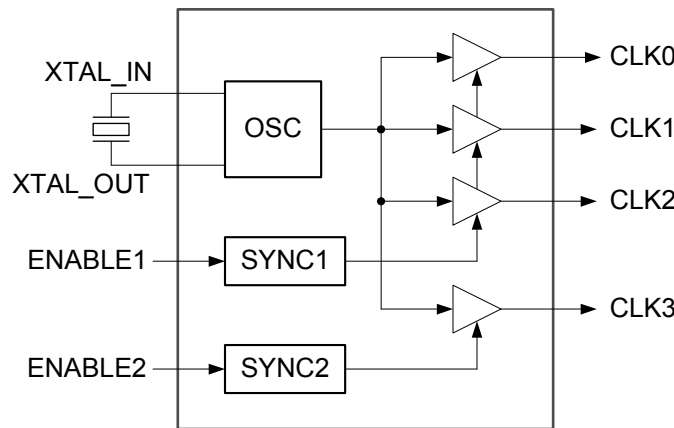 XTAL_IN
OSC
XTAL_OUT
CLK0
CLK1
CLK2
ENABLE1
SYNC1
CLK3
ENABLE2
SYNC2